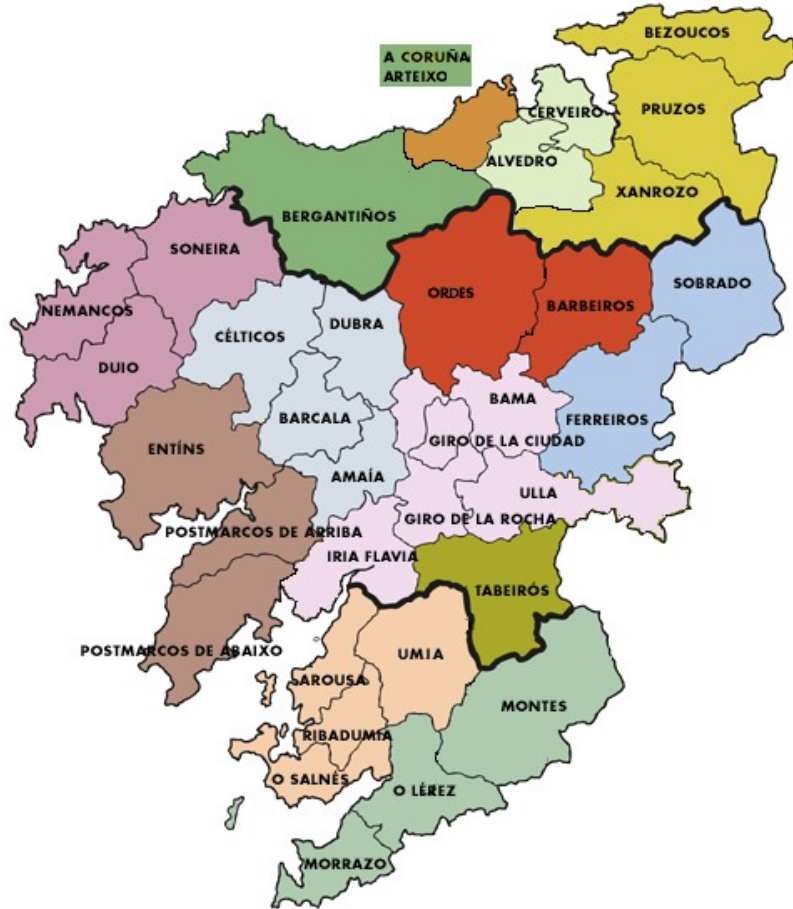 BEZOUCOS
A CORUÑA
ARTEIXO
CERVEIRO
PRUZOS
ALVEDRO
XANROZO
BERGANTIÑOS
SONEIRA
SOBRADO
ORDES
BARBEIROS
NEMANCOS
DUBRA
CÉLTICOS
DUIO
BAMA
BARCALA
FERREIROS
GIRO DE LA CIUDAD
ENTÍNS
AMAÍA
ULLA
GIRO DE LA ROCHA
POSTMARCOS DE ARRIBA
IRIA FLAVIA
TABEIRÓS
POSTMARCOS DE ABAIXO
UMIA
AROUSA
MONTES
RIBADUMIA
O SALNÉS
O LÉREZ
MORRAZO